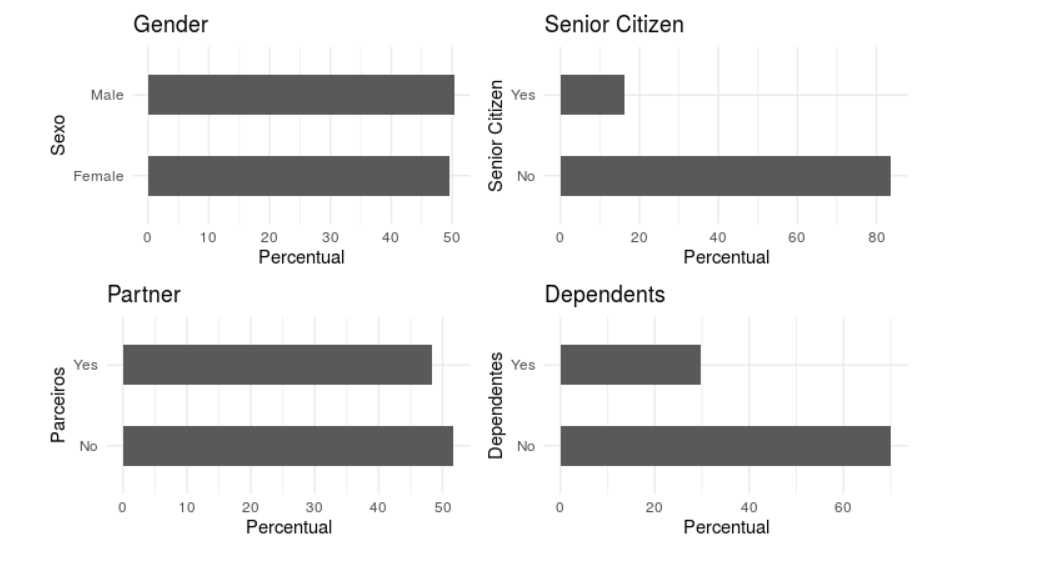 Gender
Sexo
Male
Female
0 10 20 30 40 50
Percentual
Senior Citizen
Senior Citizen
Yes
No
0 20 40 60 80
Percentual
Partner
Parceiros
Yes
No
0 10 20 30 40 50
Percentual
Dependents
Dependentes
Yes
No
0 20 40 60
Percentual